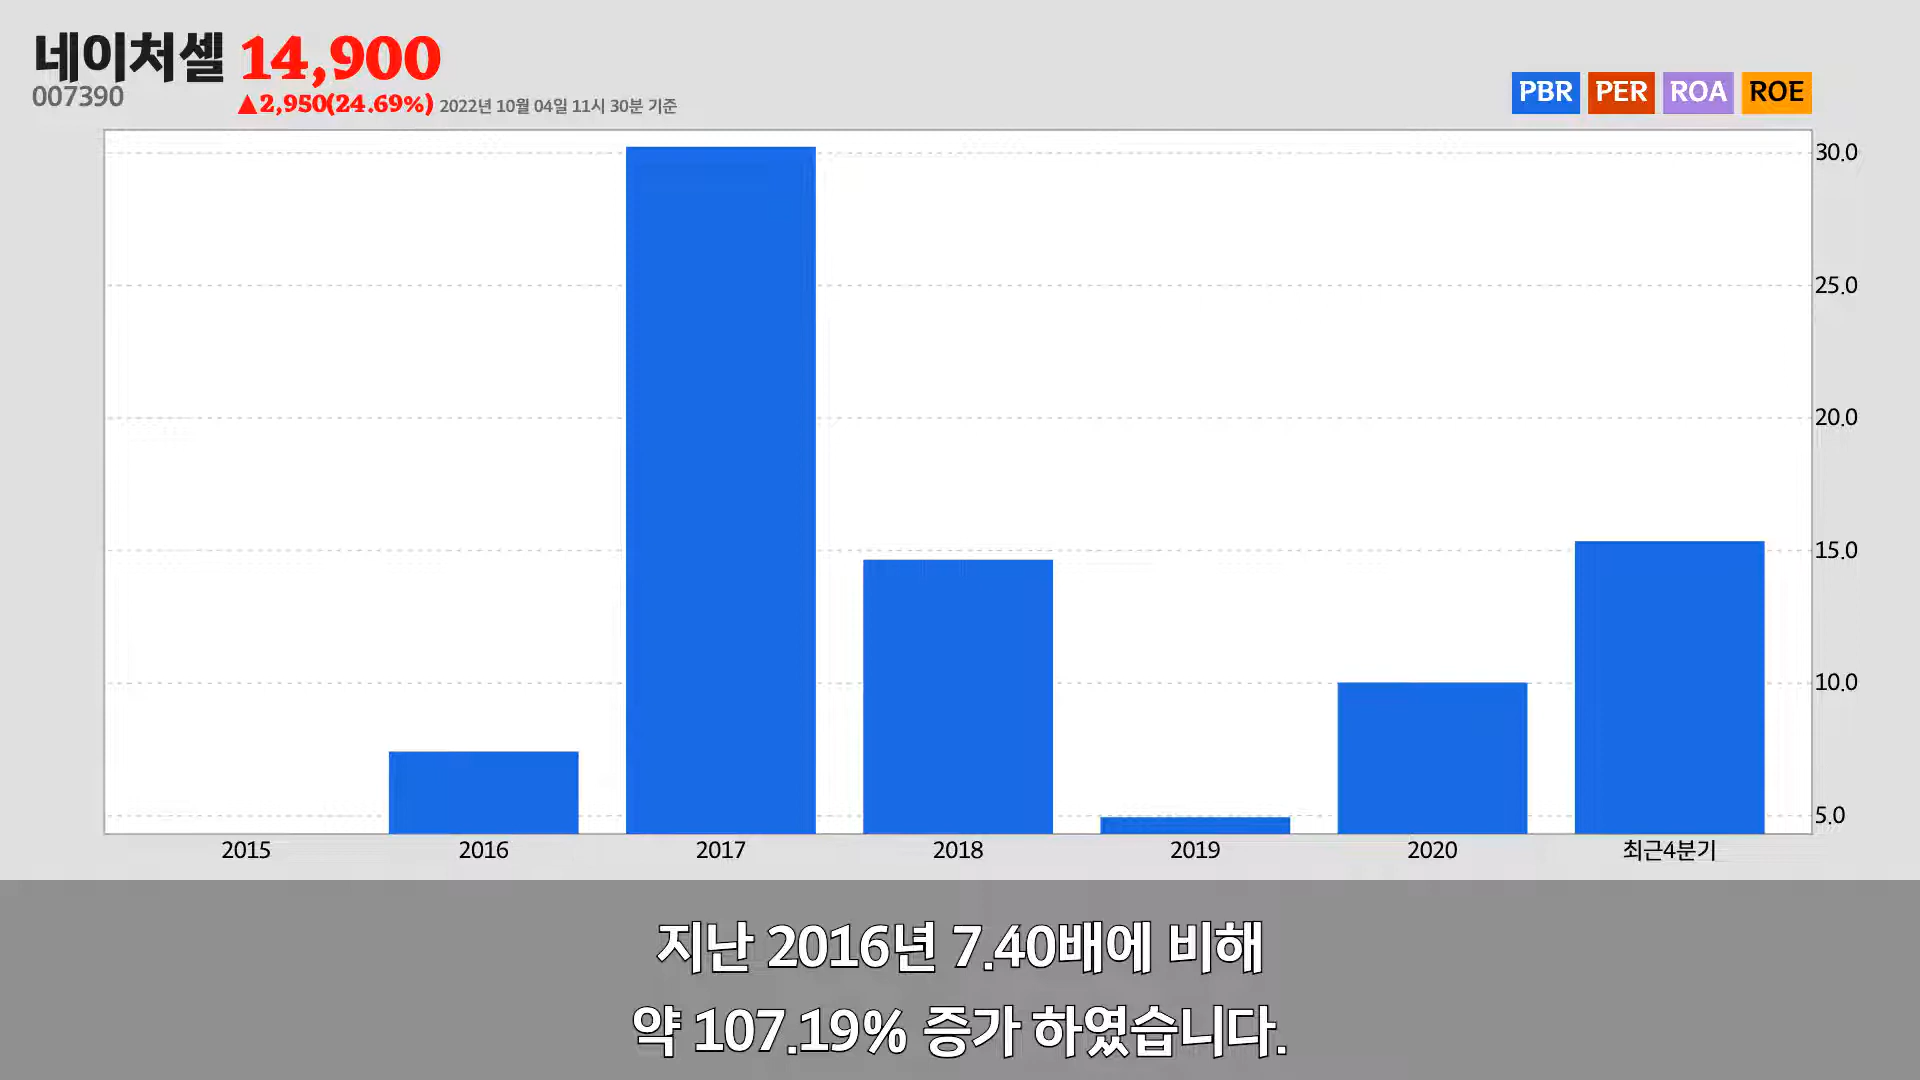 네이처셀 14,900
007390
▲2,950(24.69%) 2022년 10월 04일 11시 30분 기준
PBR PER ROA ROE
30.0
25.0
20.0
15.0
10.0
5.0
2015 2016 2017 2018 2019 2020 최근4분기
지난 2016년 7.40배에 비해
약 107.19% 증가 하였습니다.